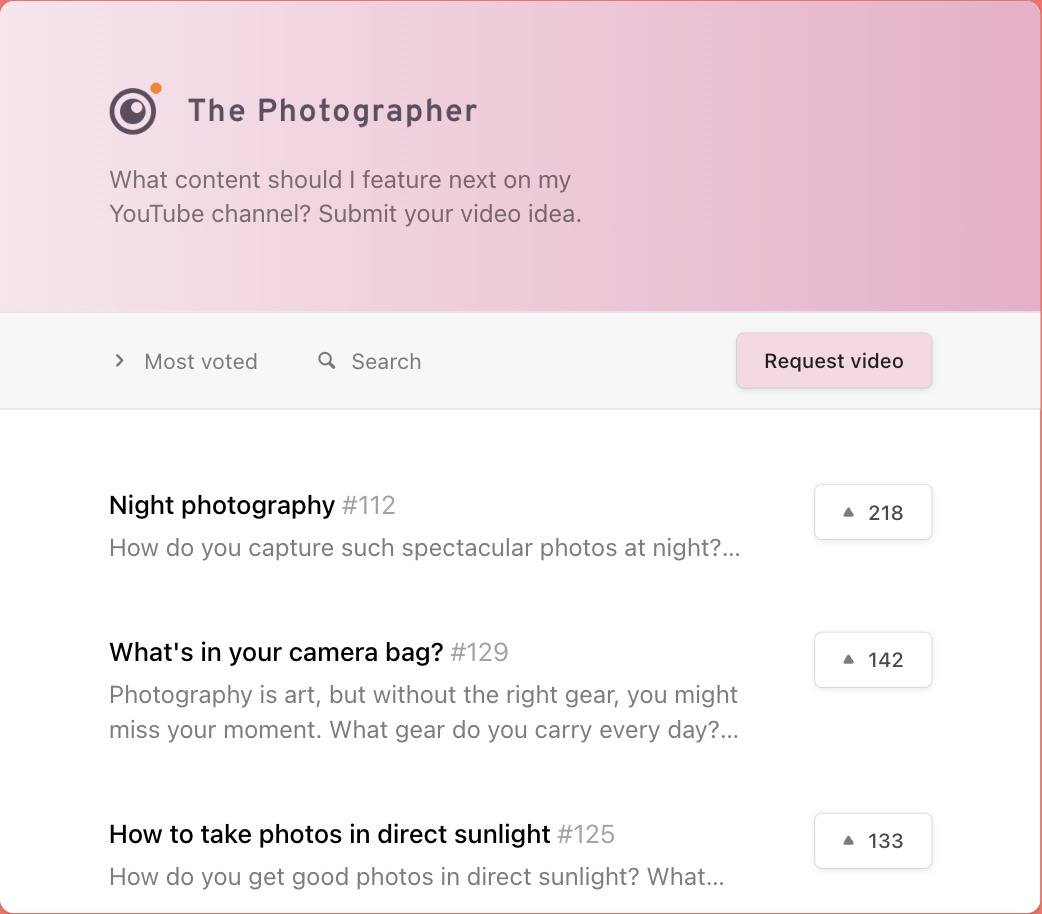 The Photographer
What content should I feature next on my
YouTube channel? Submit your video idea.
Most voted
Search
Request video
Night photography #112
218
How do you capture such spectacular photos at night?...
What's in your camera bag? #129
142
Photography is art, but without the right gear, you might
miss your moment. What gear do you carry every day?...
How to take photos in direct sunlight #125
133
How do you get good photos in direct sunlight? What...